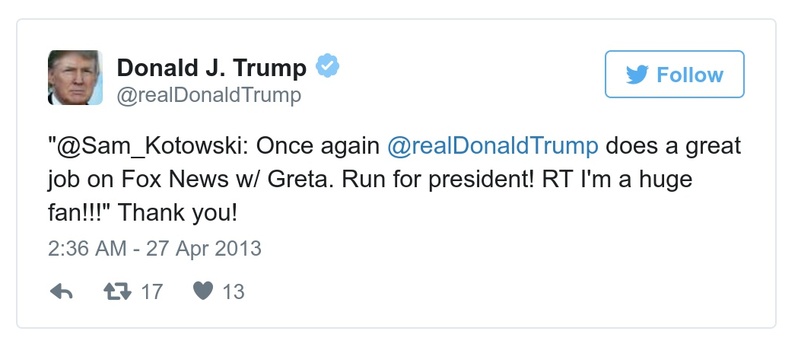 Donald J. Trump
@realDonaldTrump
Follow
"@Sam_Kotowski: Once again @realDonaldTrump does a great
job on Fox News w/ Greta. Run for president! RT I'm a huge
fan!!!" Thank you!
2:36 AM - 27 Apr 2013
17 13